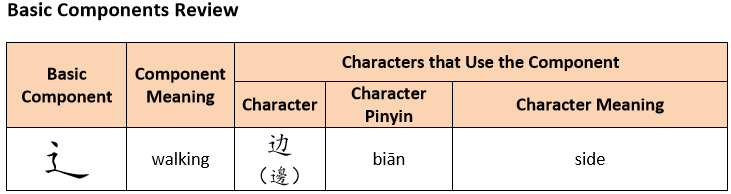 Basic Components Review
Basic Component
Component Meaning
Characters that Use the Component
Character
Character Pinyin
Character Meaning
辶
walking
边
（邊）
biān
side